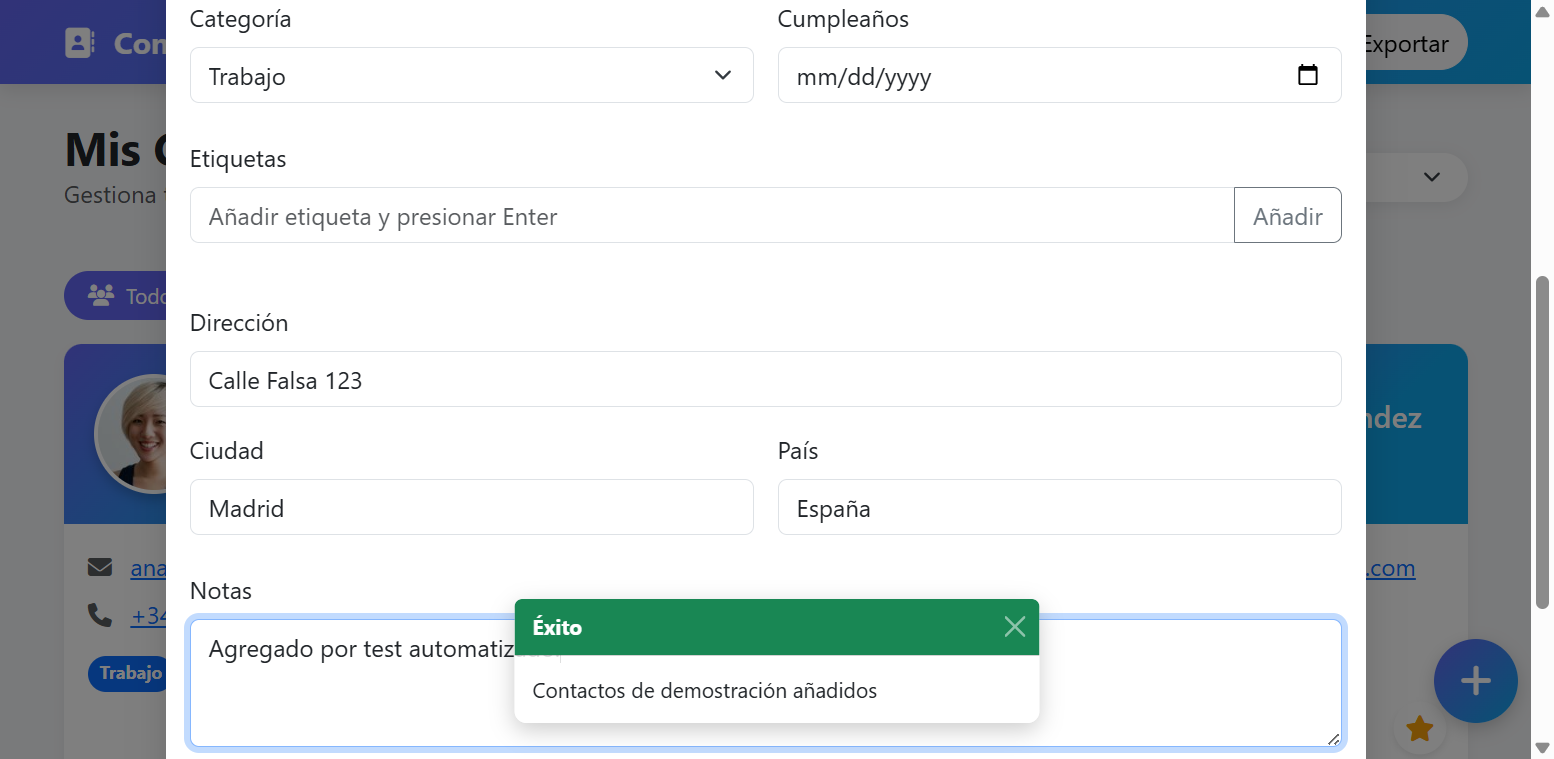 Categoría
Cumpleaños
Con
Exportar
Trabajo
mm/dd/yyyy
Mis
Gestiona
Etiquetas
Añadir etiqueta y presionar Enter
Añadir
Todo
Dirección
Calle Falsa 123
ndez
Ciudad
País
Madrid
España
ana
.com
Notas
+34
Éxito
Agregado por test automatiz
Trabajo
Contactos de demostración añadidos